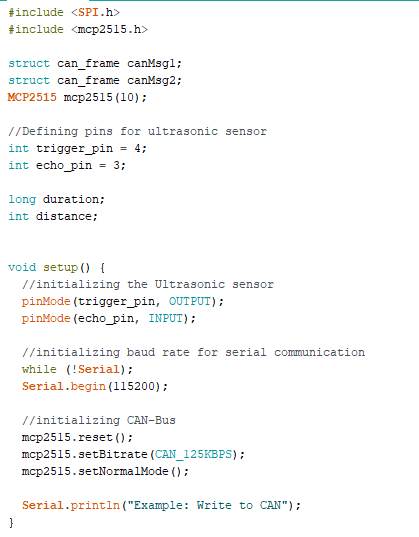 #include <SPI.h>
#include <mcp2515.h>
struct can_frame canMsg1;
struct can_frame canMsg2;
MCP2515 mcp2515(10);
//Defining pins for ultrasonic sensor
int trigger_pin = 4;
int echo_pin = 3;
long duration;
int distance;
void setup() {
  //initializing the Ultrasonic sensor
  pinMode(trigger_pin, OUTPUT);
  pinMode(echo_pin, INPUT);
  //initializing baud rate for serial communication
  while (!Serial);
  Serial.begin(115200);
  //initializing CAN-Bus
  mcp2515.reset();
  mcp2515.setBitrate(CAN_125KBPS);
  mcp2515.setNormalMode();
  Serial.println("Example: Write to CAN");
}